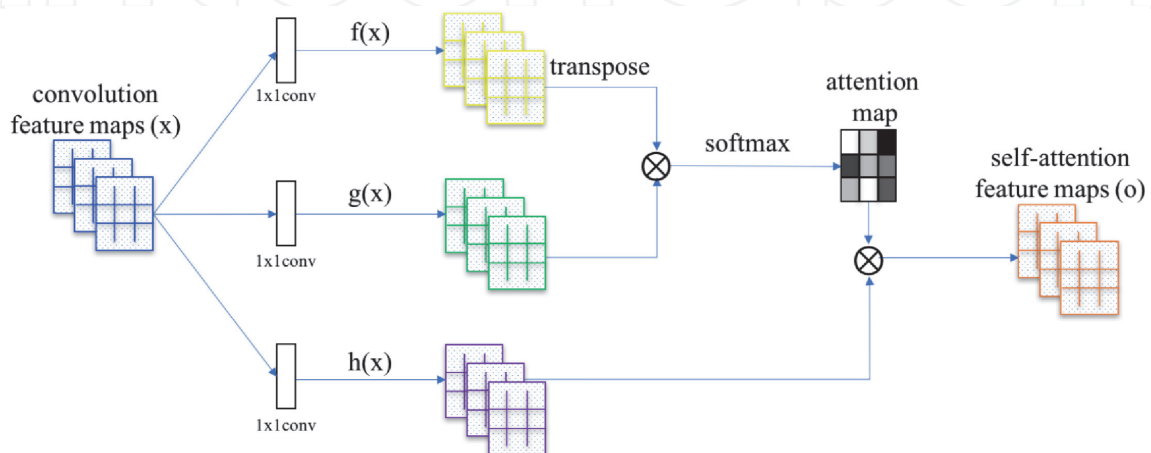 f(x)
1x1conv
transpose
convolution
feature maps (x)
attention
map
softmax
self-attention
feature maps (o)
g(x)
1x1conv
h(x)
1x1conv